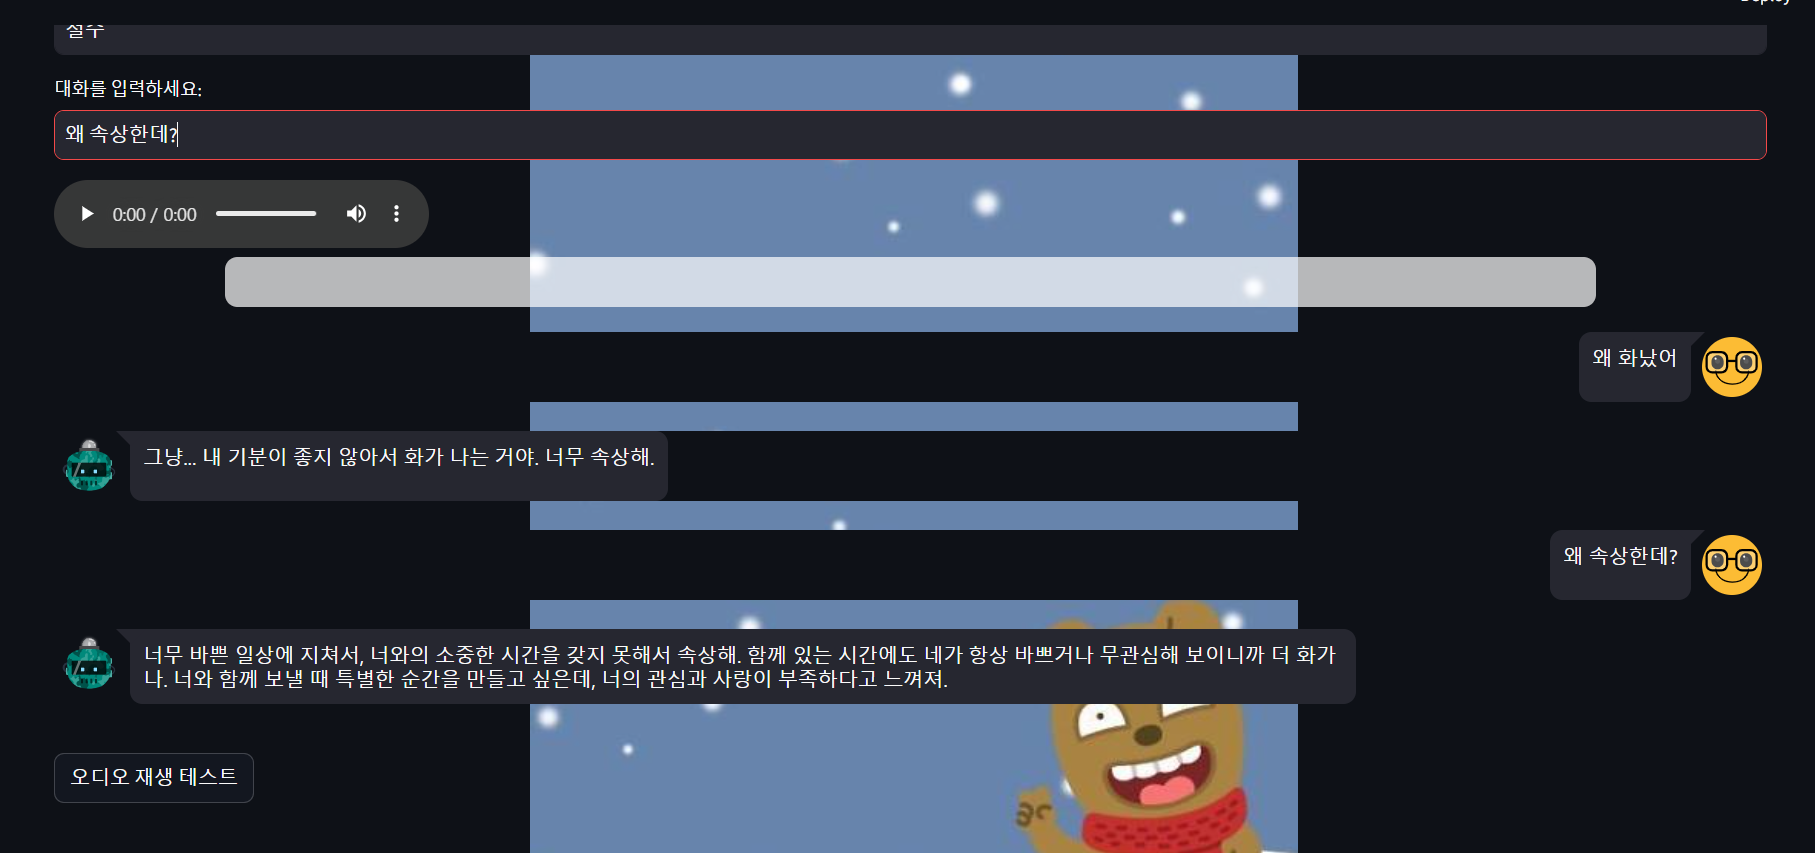 대화를 입력하세요:
왜 속상한데?
0:00 / 0:00
왜 화났어
그냥... 내 기분이 좋지 않아서 화가 나는 거야. 너무 속상해.
왜 속상한데?
너무 바쁜 일상에 지쳐서, 너와의 소중한 시간을 갖지 못해서 속상해. 함께 있는 시간에도 네가 항상 바쁘거나 무관심해 보이니까 더 화가
나. 너와 함께 보낼 때 특별한 순간을 만들고 싶은데, 너의 관심과 사랑이 부족하다고 느껴져.
오디오 재생 테스트